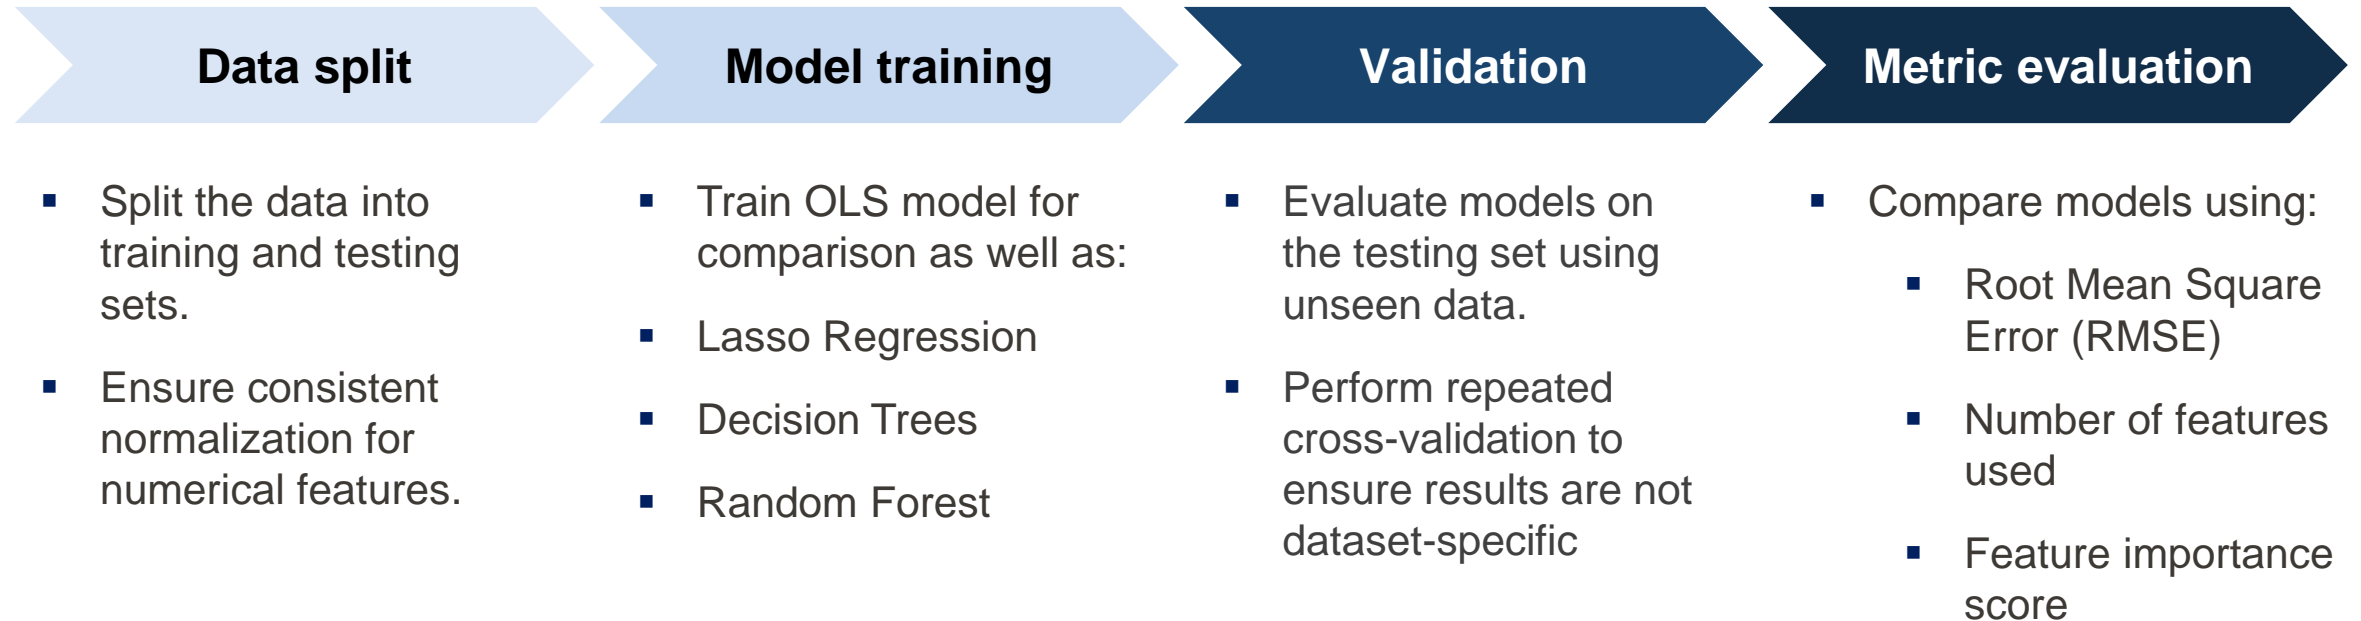 Data split
Model training
Validation
Metric evaluation
▪ Split the data into
training and testing
sets.
▪ Ensure consistent
normalization for
numerical features.
▪ Train OLS model for
comparison as well as:
▪ Lasso Regression
▪ Decision Trees
▪ Random Forest
▪ Evaluate models on
the testing set using
unseen data.
▪ Perform repeated
cross-validation to
ensure results are not
dataset-specific
▪ Compare models using:
▪ Root Mean Square
Error (RMSE)
▪ Number of features
used
▪ Feature importance
score